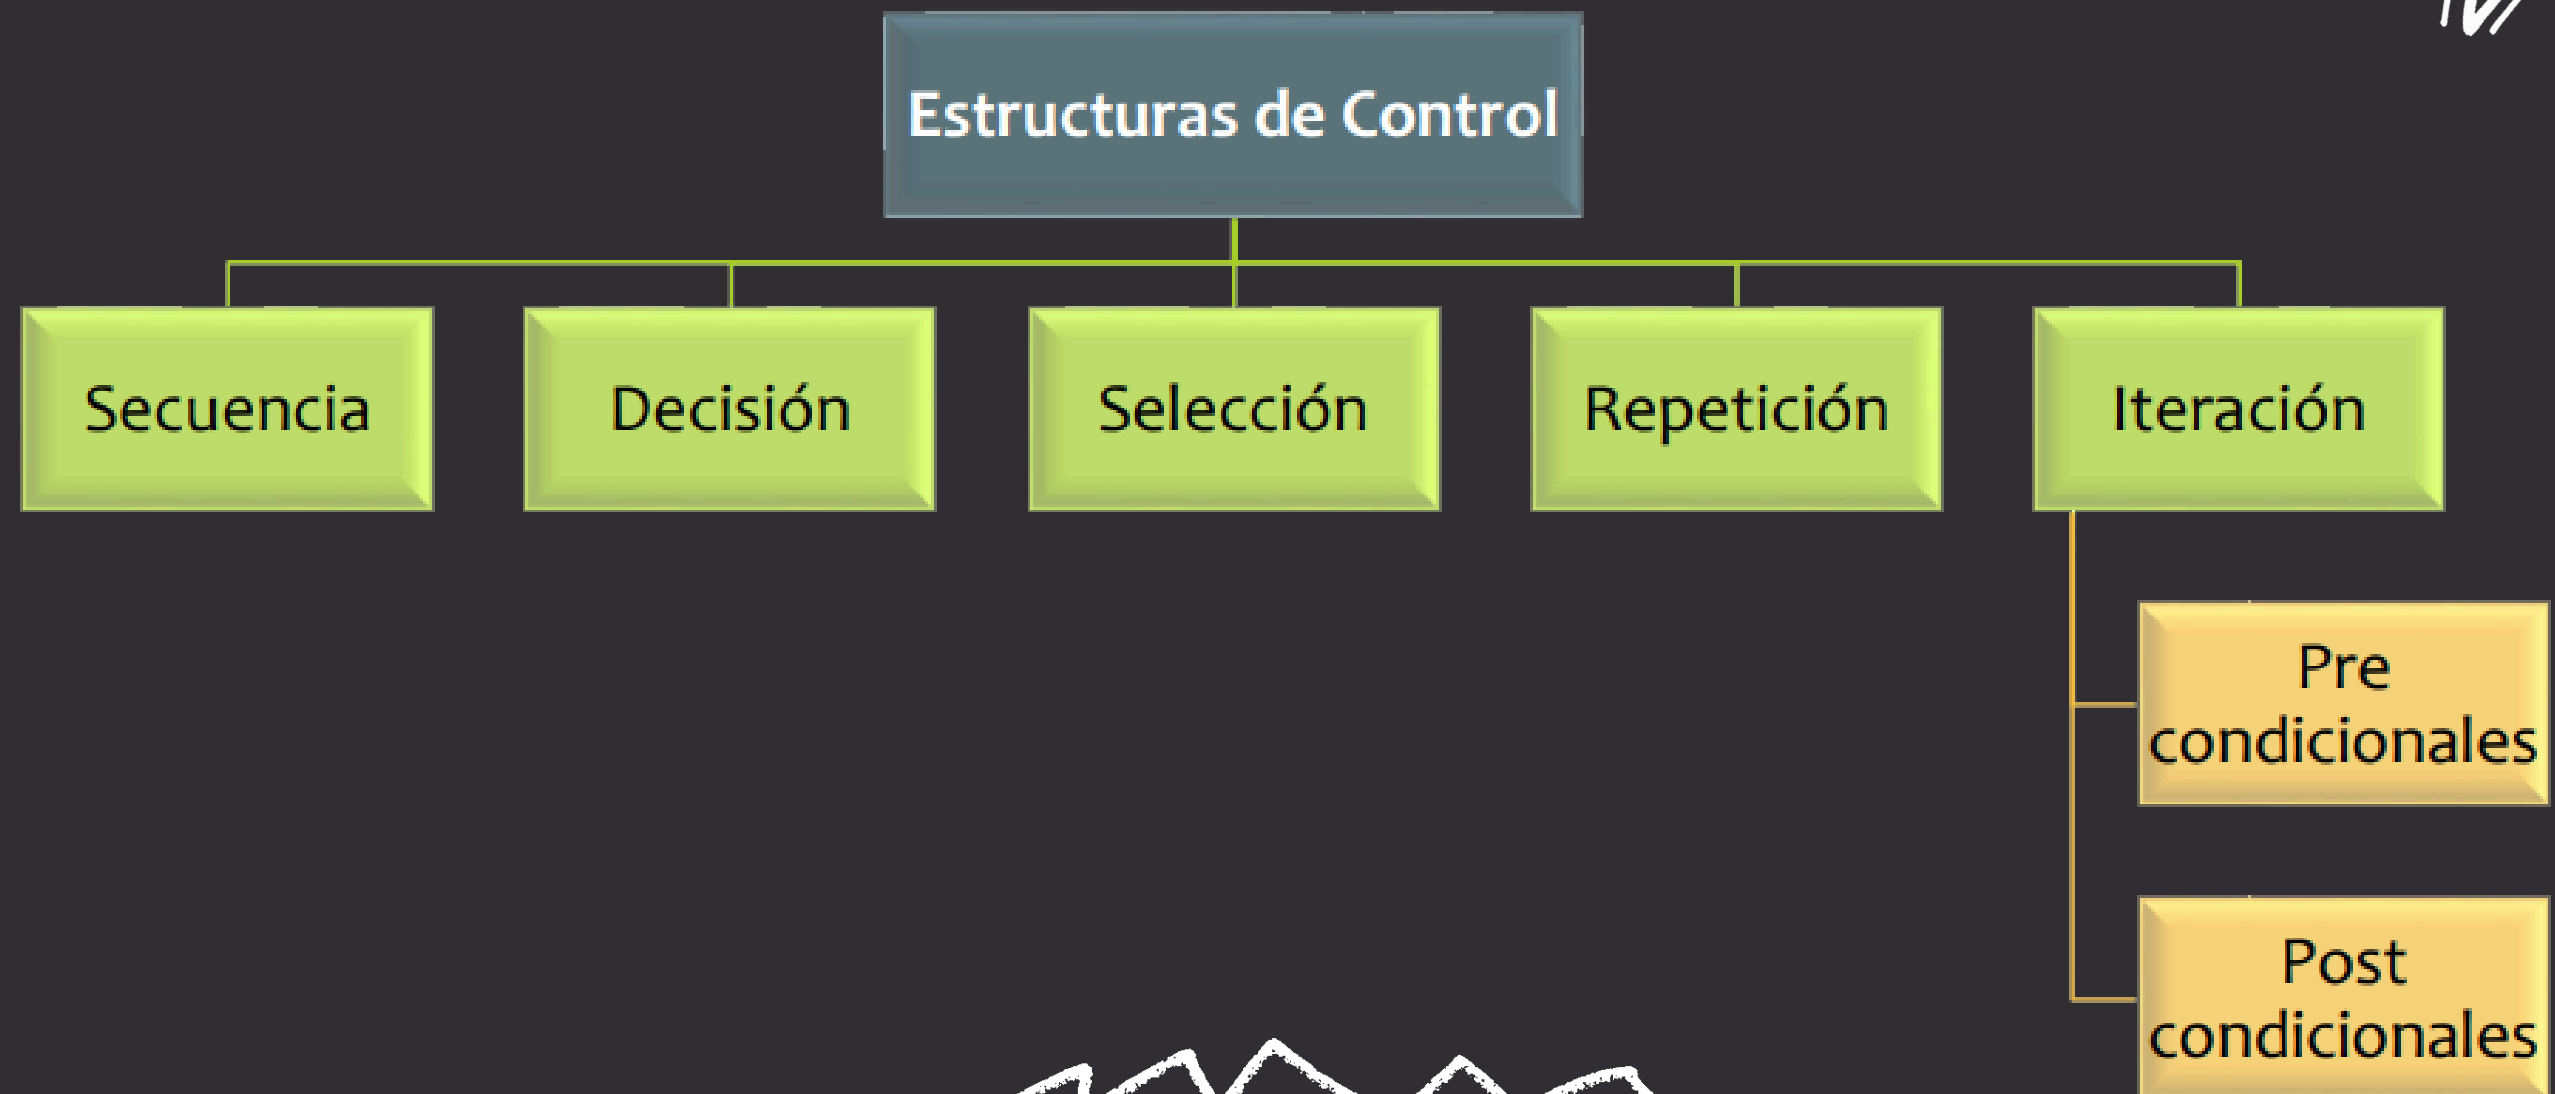 Estructuras de Control
Secuencia
Decisión
Selección
Repetición
Iteración
Pre
condicionales
Post
condicionales